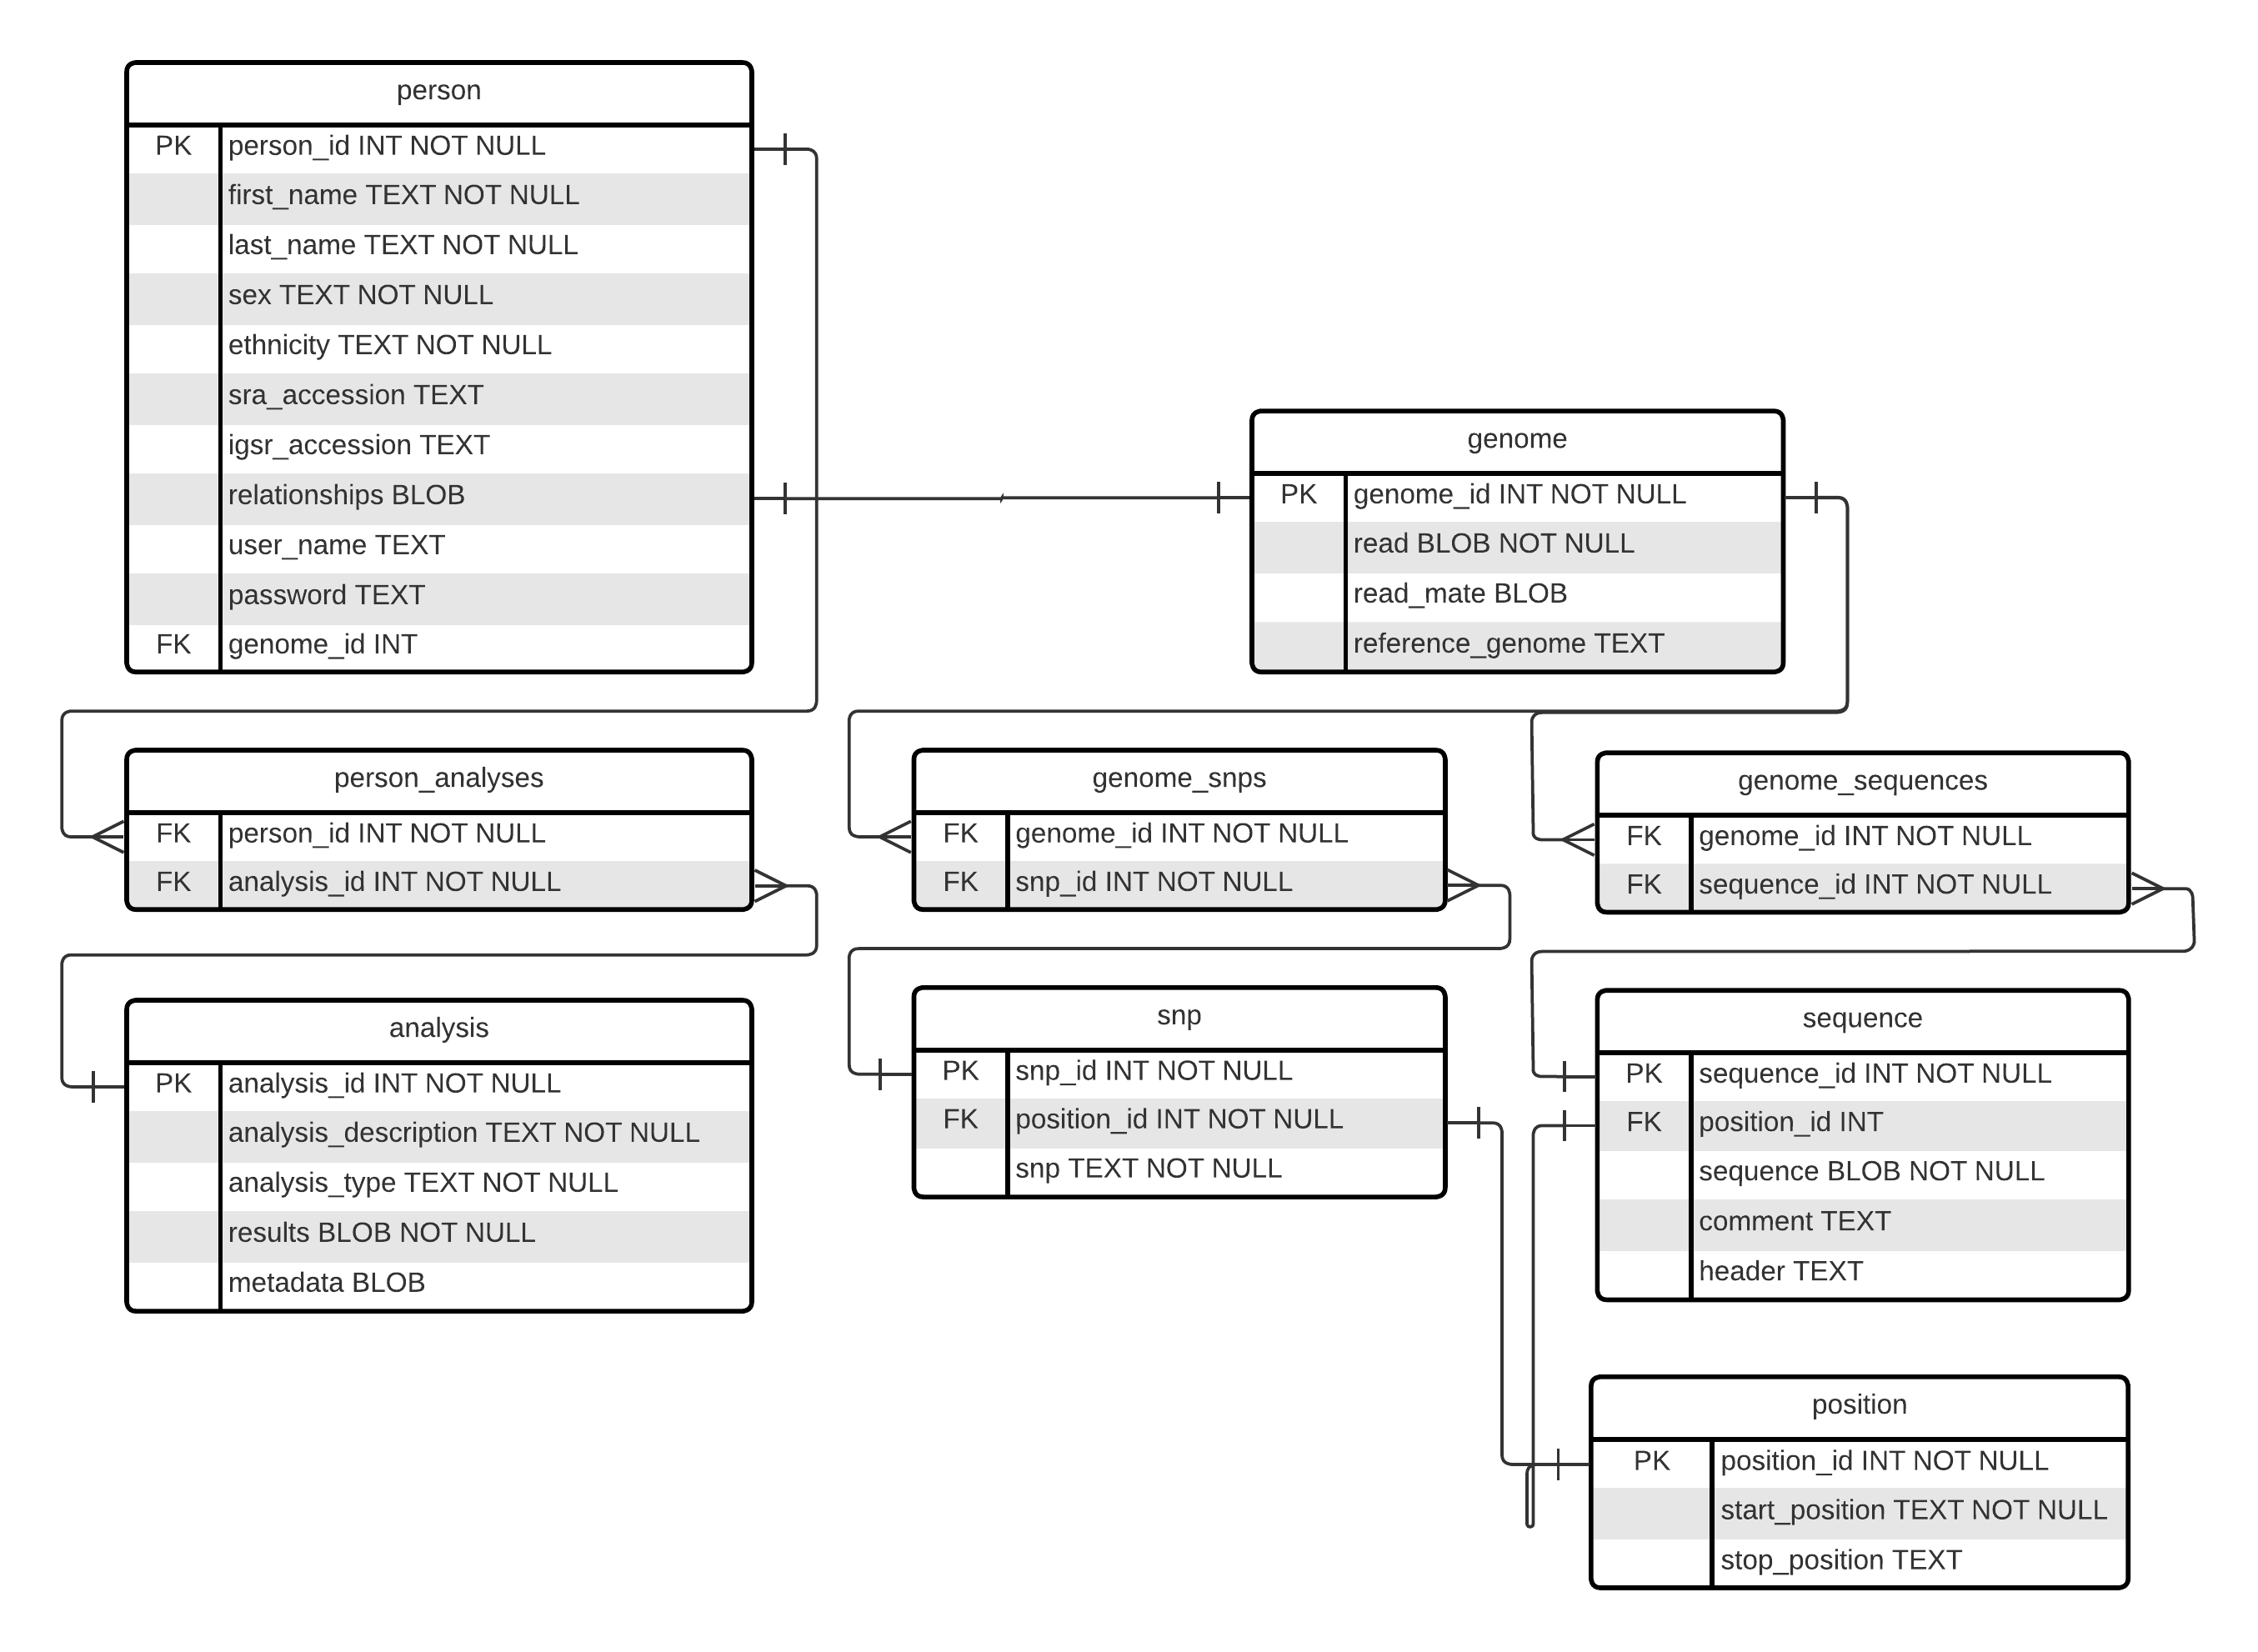 person
PK person_id INT NOT NULL
first_name TEXT NOT NULL
last_name TEXT NOT NULL
sex TEXT NOT NULL
ethnicity TEXT NOT NULL
sra_accession TEXT
igsr_accession TEXT
relationships BLOB
user_name TEXT
password TEXT
FK genome_id INT
genome
PK genome_id INT NOT NULL
read BLOB NOT NULL
read_mate BLOB
reference_genome TEXT
person_analyses
FK person_id INT NOT NULL
FK analysis_id INT NOT NULL
genome_snps
FK genome_id INT NOT NULL
FK snp_id INT NOT NULL
genome_sequences
FK genome_id INT NOT NULL
FK sequence_id INT NOT NULL
analysis
PK analysis_id INT NOT NULL
analysis_description TEXT NOT NULL
analysis_type TEXT NOT NULL
results BLOB NOT NULL
metadata BLOB
snp
PK snp_id INT NOT NULL
FK position_id INT NOT NULL
snp TEXT NOT NULL
sequence
PK sequence_id INT NOT NULL
FK position_id INT
sequence BLOB NOT NULL
comment TEXT
header TEXT
position
PK position_id INT NOT NULL
start_position TEXT NOT NULL
stop_position TEXT